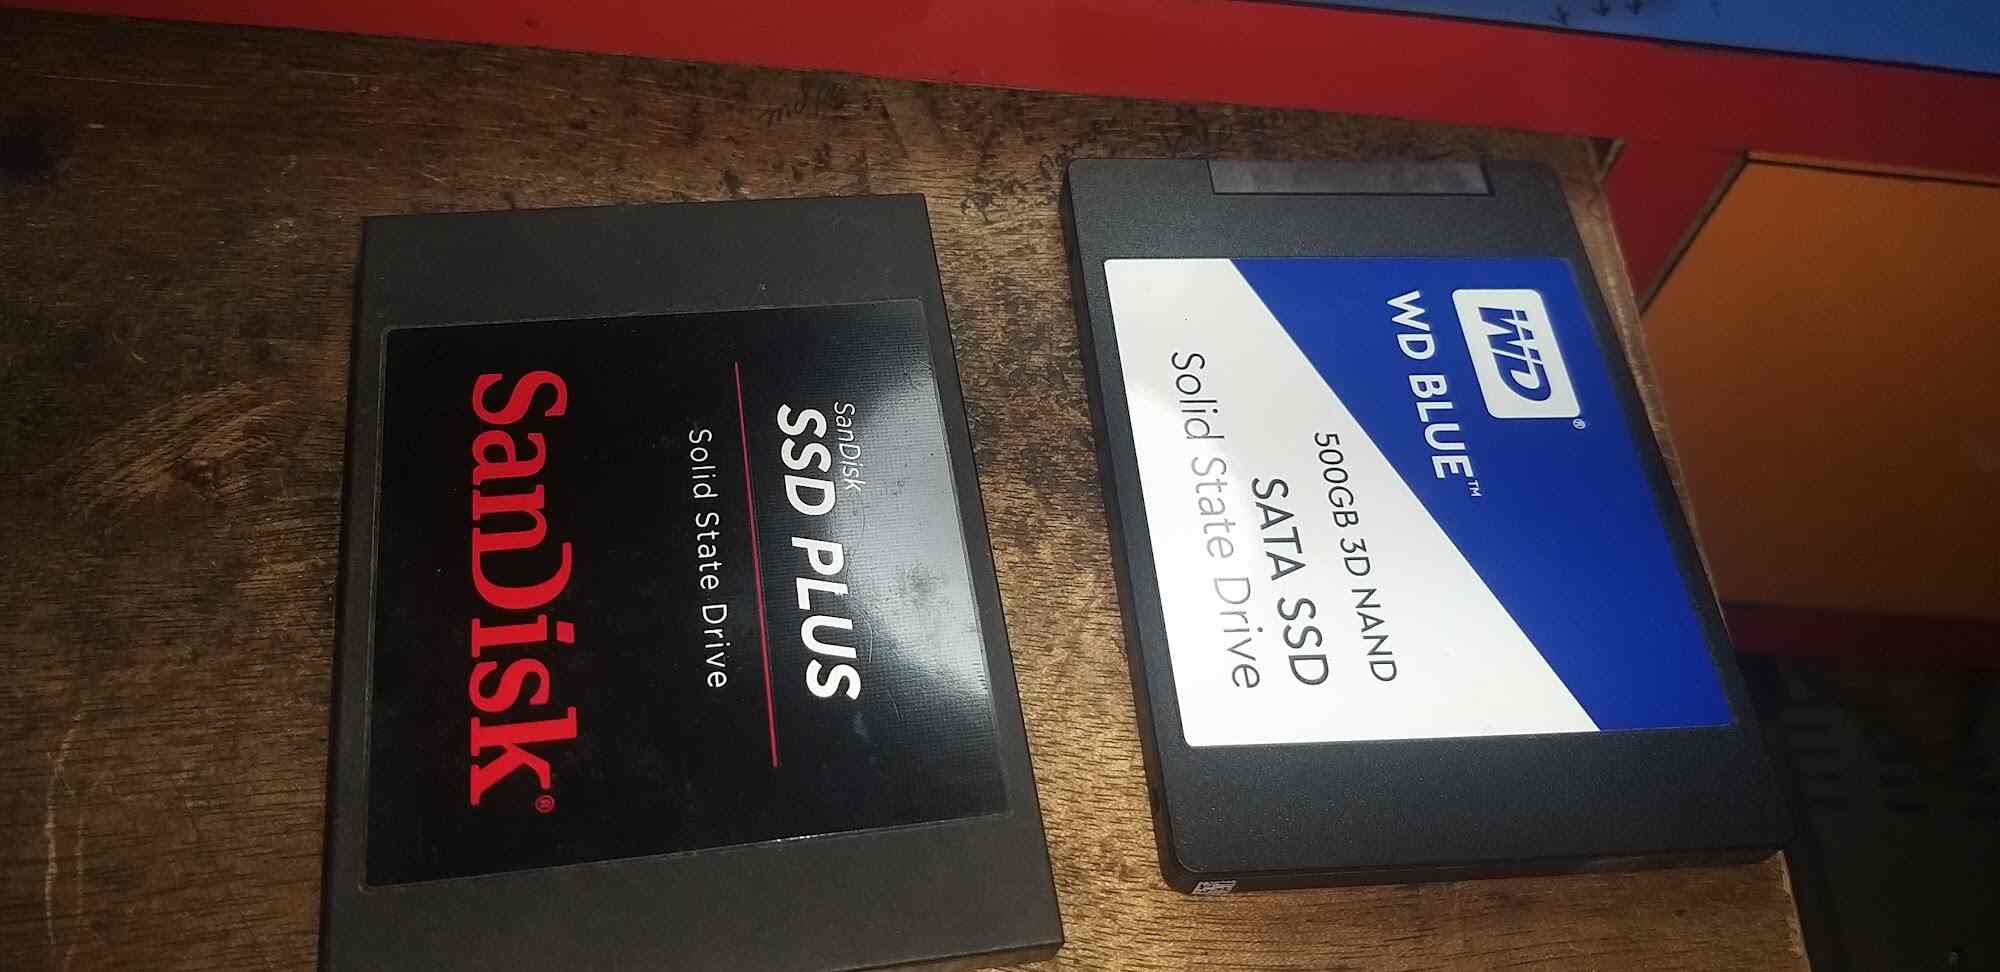 SanDisk
SSD PLUS
Solid State Drive
SanDisk®
WD®
WD BLUE™
500GB 3D NAND
SATA SSD
Solid State Drive